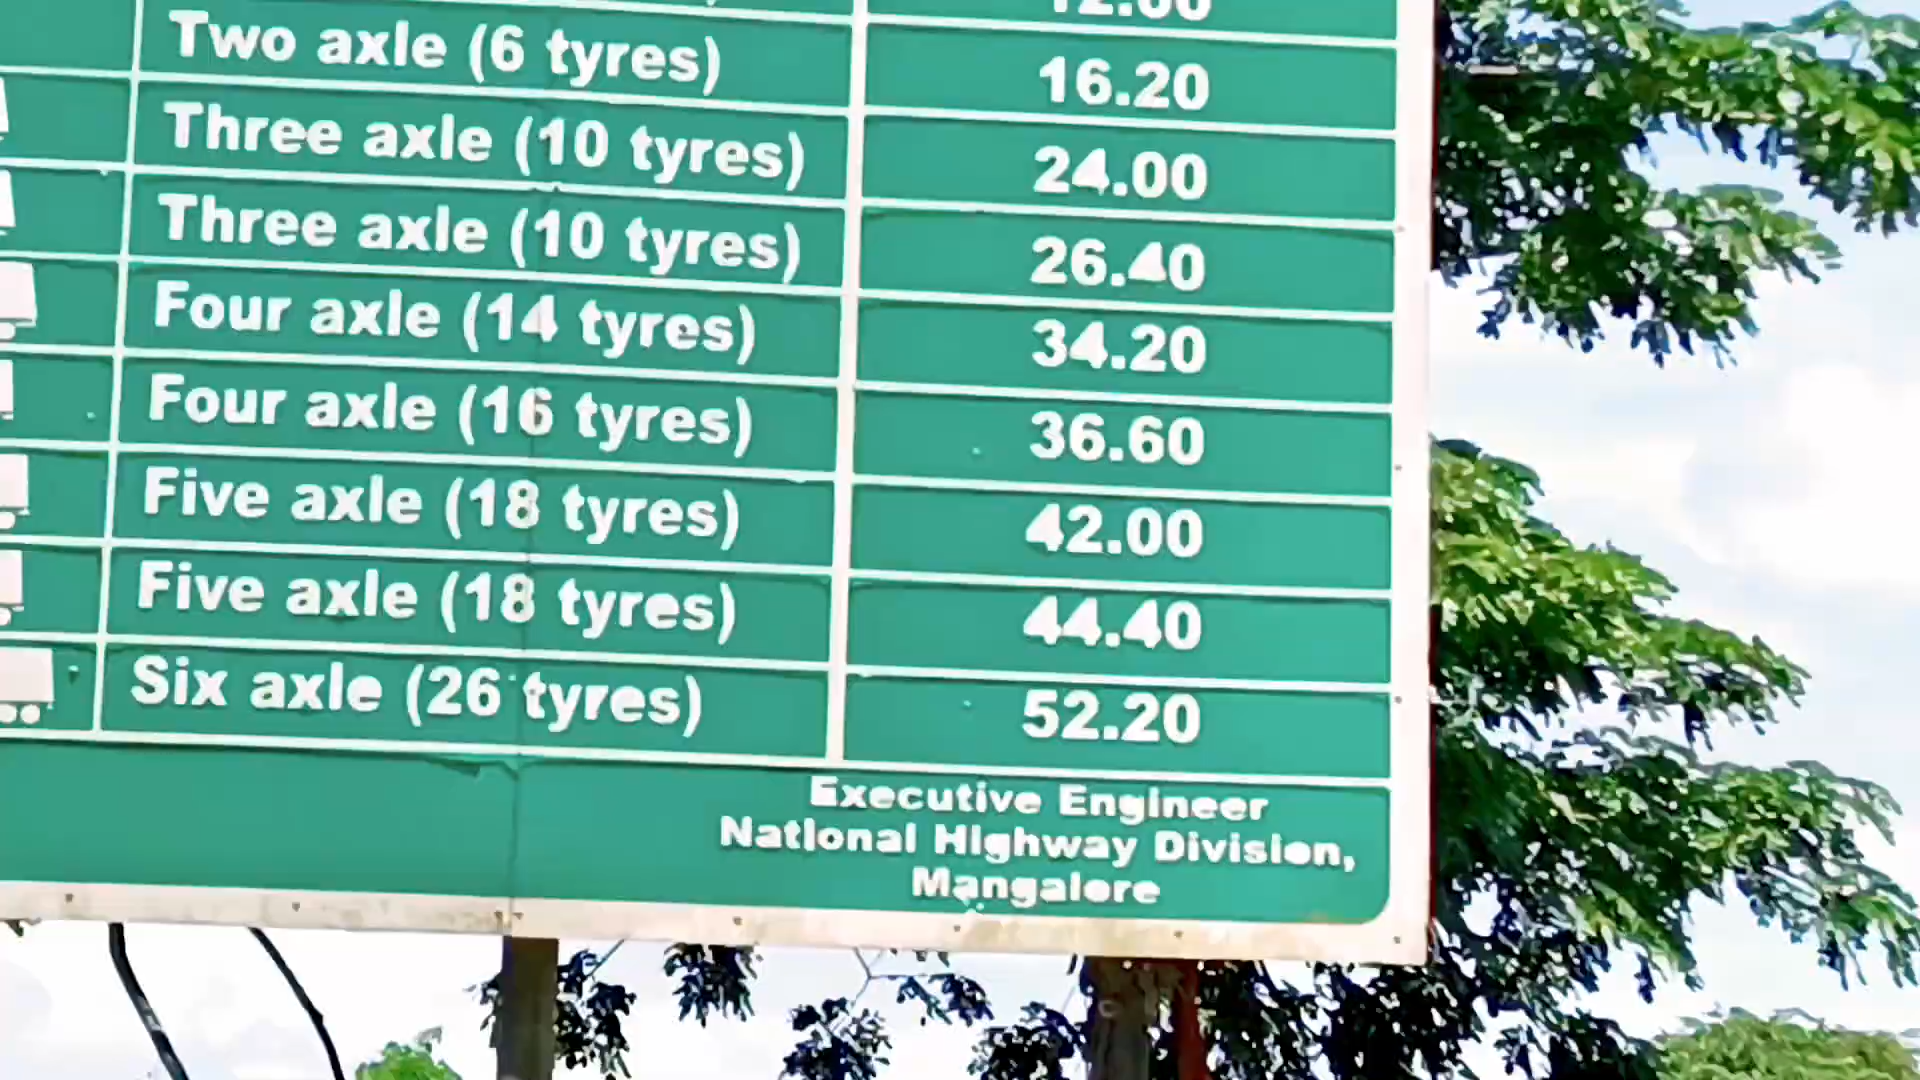 Two axle (6 tyres) 16.20
Three axle (10 tyres) 24.00
Three axle (10 tyres) 26.40
Four axle (14 tyres) 34.20
Four axle (16 tyres) 36.60
Five axle (18 tyres) 42.00
Five axle (18 tyres) 44.40
Six axle (26 tyres) 52.20
Executive Engineer
National Highway Division,
Mangalore